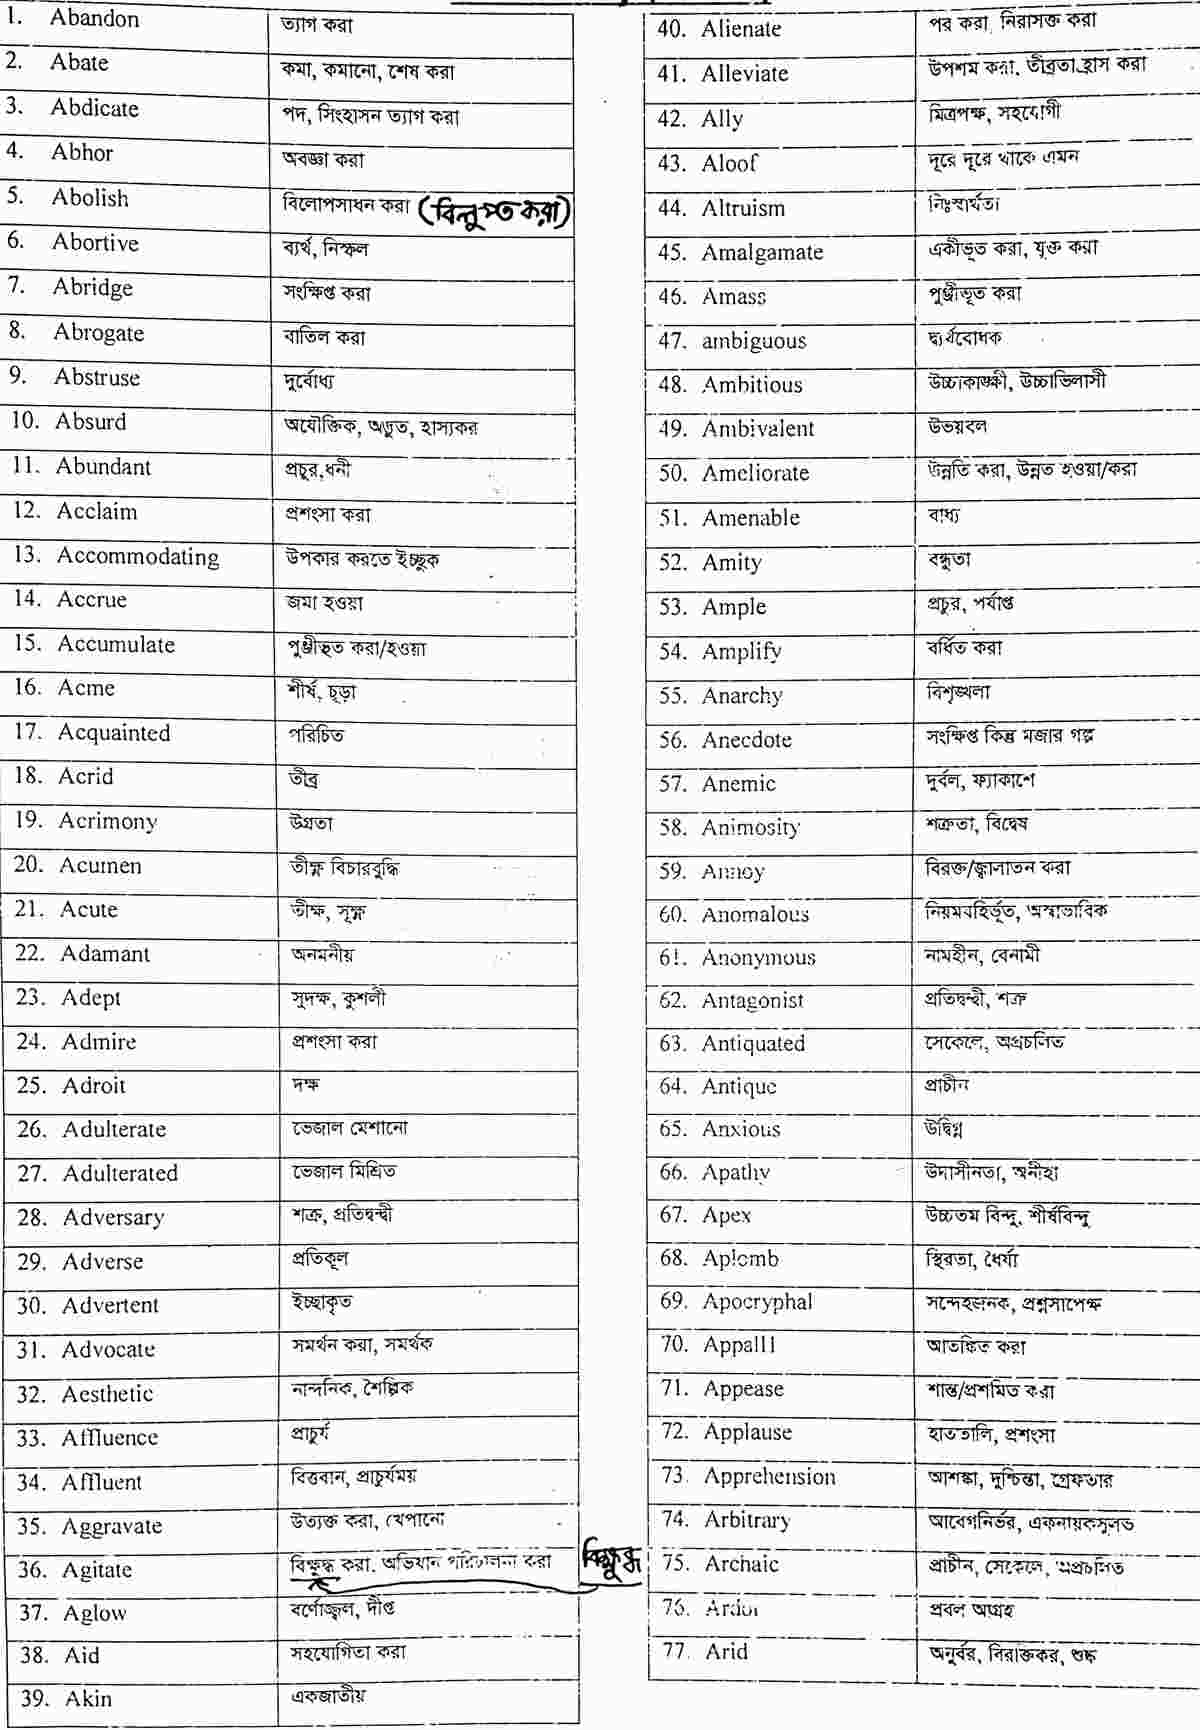 1. Abandon ত্যাগ করা
2. Abate কমা, কমানো, শেষ করা
3. Abdicate পদ, সিংহাসন ত্যাগ করা
4. Abhor অবজ্ঞা করা
5. Abolish বিলোপসাধন করা (বিলুপ্ত করা)
6. Abortive ব্যর্থ, নিস্ফল
7. Abridge সংক্ষিপ্ত করা
8. Abrogate বাতিল করা
9. Abstruse দুর্বোধ্য
10. Absurd অযৌক্তিক, অদ্ভুত, হাস্যকর
11. Abundant প্রচুর,ধনী
12. Acclaim প্রশংসা করা
13. Accommodating উপকার করতে ইচ্ছুক
14. Accrue জমা হওয়া
15. Accumulate পুঞ্জীভূত করা/হওয়া
16. Acme শীর্ষ, চূড়া
17. Acquainted পরিচিত
18. Acrid তীব্র
19. Acrimony উগ্রতা
20. Acumen তীক্ষ্ণ বিচারবুদ্ধি
21. Acute তীক্ষ, সূক্ষ্ণ
22. Adamant অনমনীয়
23. Adept সুদক্ষ, কুশলী
24. Admire প্রশংসা করা
25. Adroit দক্ষ
26. Adulterate ভেজাল মেশানো
27. Adulterated ভেজাল মিশ্রিত
28. Adversary শত্রু, প্রতিদ্বন্দ্বী
29. Adverse প্রতিকূল
30. Advertent ইচ্ছাকৃত
31. Advocate সমর্থন করা, সমর্থক
32. Aesthetic নান্দনিক, শৈল্পিক
33. Affluence প্রাচুর্য
34. Affluent বিত্তবান, প্রাচুর্যময়
35. Aggravate উত্যক্ত করা, খেপানো
36. Agitate বিক্ষুদ্ধ করা. অভিযান পরিচালনা করা বিক্ষুব্ধ
37. Aglow বর্ণোজ্জ্বল, দীপ্ত
38. Aid সহযোগিতা করা
39. Akin একজাতীয়
40. Alienate পর করা, নিরাসক্ত করা
41. Alleviate উপশম করা. তীব্রতা হ্রাস করা
42. Ally মিত্রপক্ষ, সহযোগী
43. Aloof দূরে দূরে থাকে এমন
44. Altruism নিঃস্বার্থতা
45. Amalgamate একীভূত করা, যুক্ত করা
46. Amass পুঞ্জীভূত করা
47. ambiguous দ্ব্যর্থবোধক
48. Ambitious উচ্চাকাঙ্ক্ষী, উচ্চাভিলাসী
49. Ambivalent উভয়বল
50. Ameliorate উন্নতি করা, উন্নত হওয়া/করা
51. Amenable বাধ্য
52. Amity বন্ধুতা
53. Ample প্রচুর, পর্যাপ্ত
54. Amplify বর্ধিত করা
55. Anarchy বিশৃঙ্খলা
56. Anecdote সংক্ষিপ্ত কিন্তু মজার গল্প
57. Anemic দুর্বল, ফ্যাকাশে
58. Animosity শত্রুতা, বিদ্বেষ
59. Annoy বিরক্ত/জ্বালাতন করা
60. Anomalous নিয়মবহির্ভূত, অস্বাভাবিক
61. Anonymous নামহীন, বেনামী
62. Antagonist প্রতিদ্বন্দ্বী, শত্রু
63. Antiquated সেকেলে, অপ্রচলিত
64. Antique প্রাচীন
65. Anxious উদ্বিগ্ন
66. Apathy উদাসীনতা, অনীহা
67. Apex উচ্চতম বিন্দু, শীর্ষবিন্দু
68. Aplomb স্থিরতা, ধৈর্য্য
69. Apocryphal সন্দেহজনক, প্রশ্নসাপেক্ষ
70. Appalll আতঙ্কিত করা
71. Appease শান্ত/প্রশমিত করা
72. Applause হাততালি, প্রশংসা
73. Apprehension আশঙ্কা, দুশ্চিন্তা, গ্রেফতার
74. Arbitrary আবেগনির্ভর, একনায়কসুলভ
75. Archaic প্রাচীন, সেকেলে, অপ্রচলিত
76. Ardor প্রবল আগ্রহ
77. Arid অনুর্বর, বিরক্তিকর, শুষ্ক